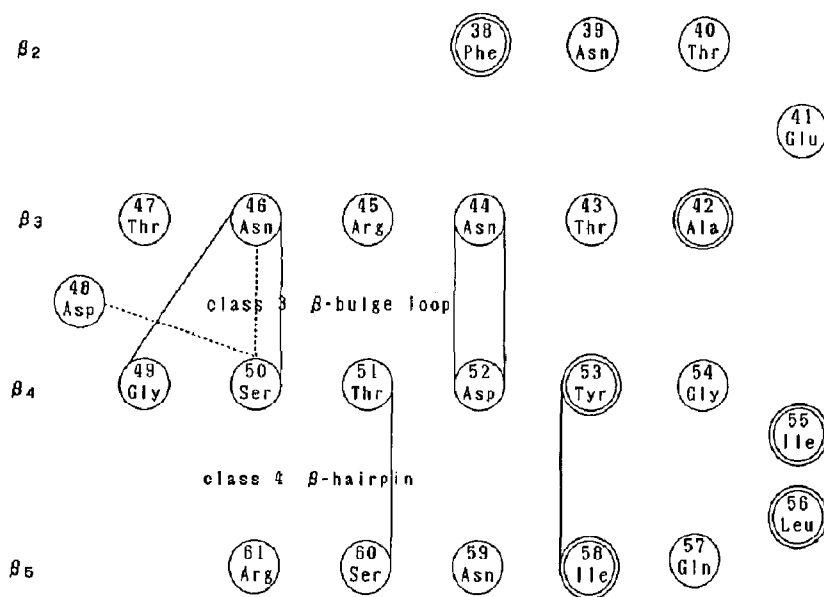 β2
38
Phe
39
Asn
40
Thr
41
Glu
β3
47
Thr
46
Asn
45
Arg
44
Asn
43
Thr
42
Ala
48
Asp
class 3 β-bulge loop
β4
49
Gly
50
Ser
51
Thr
52
Asp
53
Tyr
54
Gly
55
Ile
class 4 β-hairpin
56
Leu
β5
61
Arg
60
Ser
59
Asn
58
Ile
57
Gln